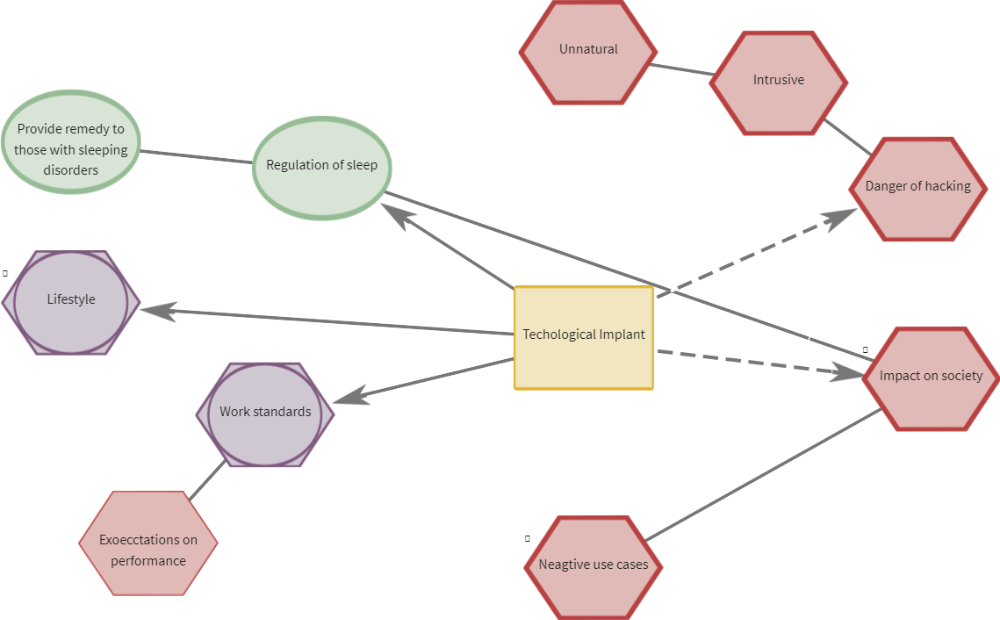 Unnatural
Intrusive
Provide remedy to
those with sleeping
disorders
Regulation of sleep
Danger of hacking
Lifestyle
Techological Implant
Impact on society
Work standards
Exoecctations on
performance
Neagtive use cases